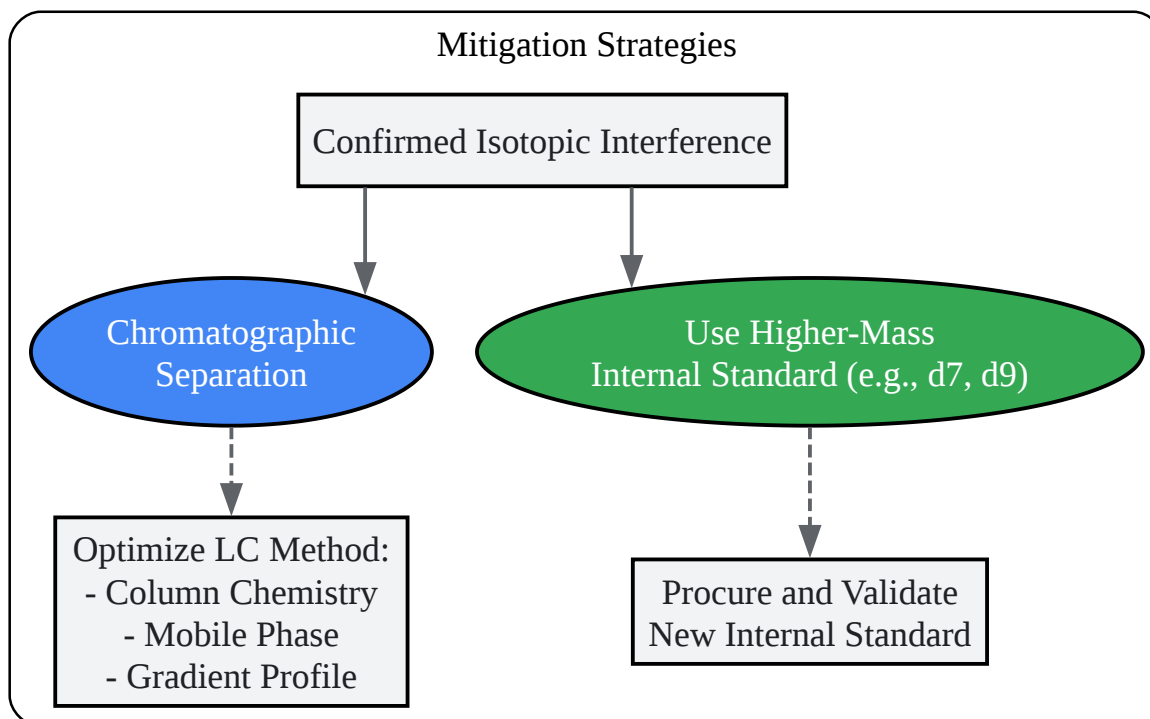 Mitigation Strategies
Confirmed Isotopic Interference
Chromatographic
Separation
Use Higher-Mass
Internal Standard (e.g., d7, d9)
Optimize LC Method:
- Column Chemistry
- Mobile Phase
- Gradient Profile
Procure and Validate
New Internal Standard